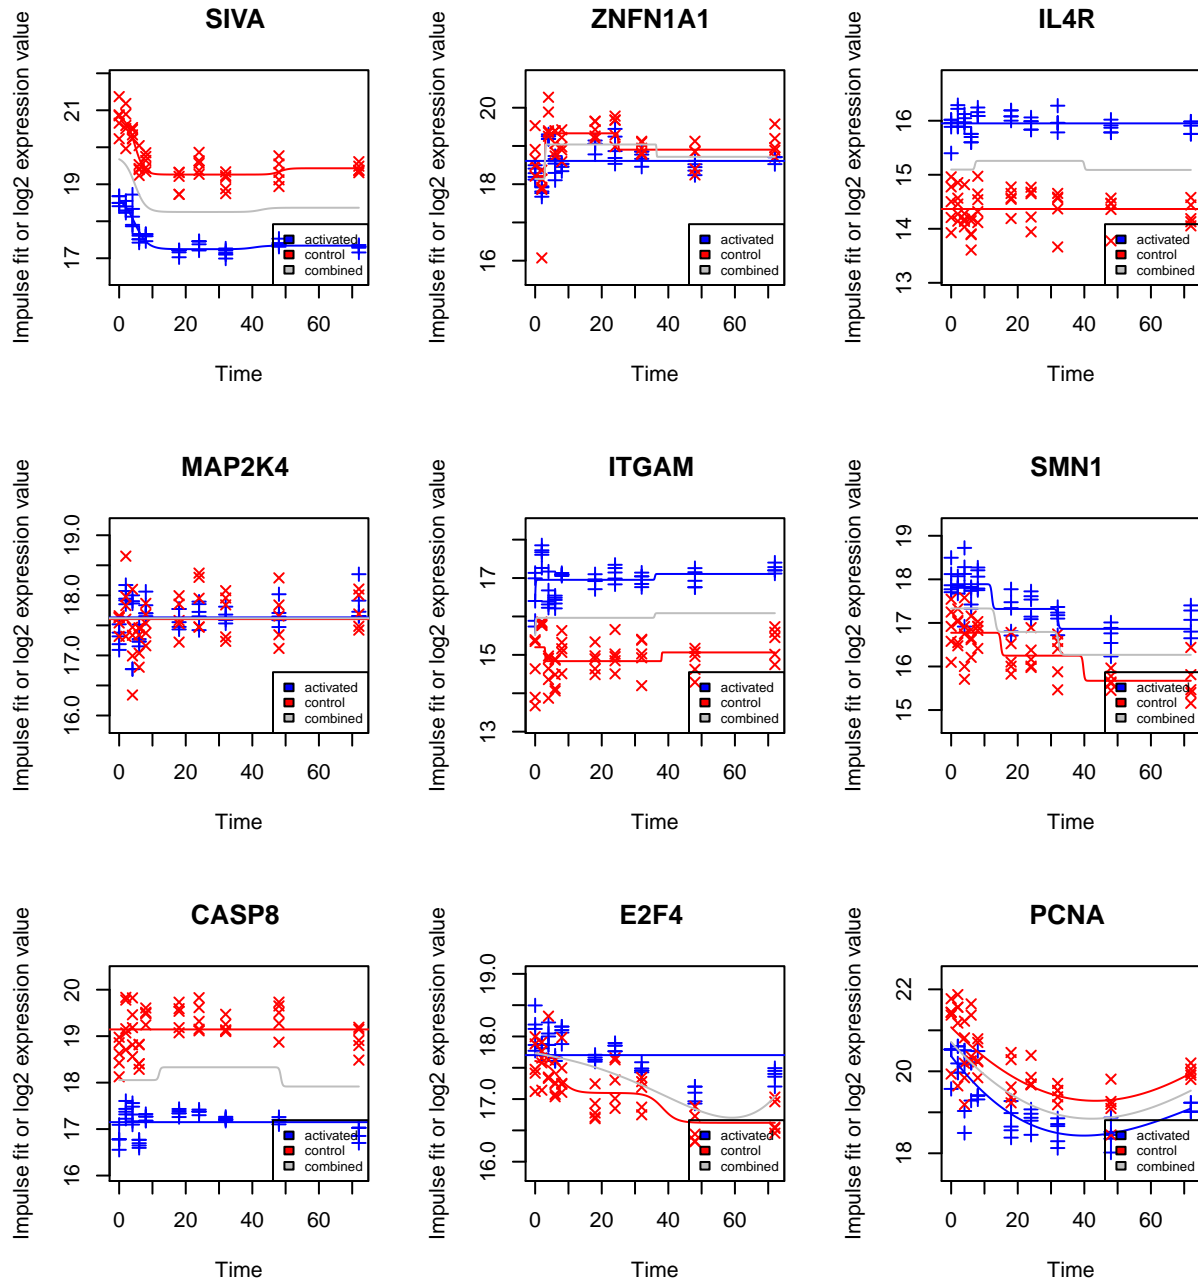 SIVA
Impulse fit or log2 expression value
21
19
17
0 20 40 60
activated
control
combined
Time
ZNFN1A1
Impulse fit or log2 expression value
20
18
16
0 20 40 60
activated
control
combined
Time
IL4R
Impulse fit or log2 expression value
16
15
14
13
0 20 40 60
activated
control
combined
Time
MAP2K4
Impulse fit or log2 expression value
19.0
18.0
17.0
16.0
0 20 40 60
activated
control
combined
Time
ITGAM
Impulse fit or log2 expression value
17
15
13
0 20 40 60
activated
control
combined
Time
SMN1
Impulse fit or log2 expression value
19
18
17
16
15
0 20 40 60
activated
control
combined
Time
CASP8
Impulse fit or log2 expression value
20
19
18
17
16
0 20 40 60
activated
control
combined
Time
E2F4
Impulse fit or log2 expression value
19.0
18.0
17.0
16.0
0 20 40 60
activated
control
combined
Time
PCNA
Impulse fit or log2 expression value
22
20
18
0 20 40 60
activated
control
combined
Time